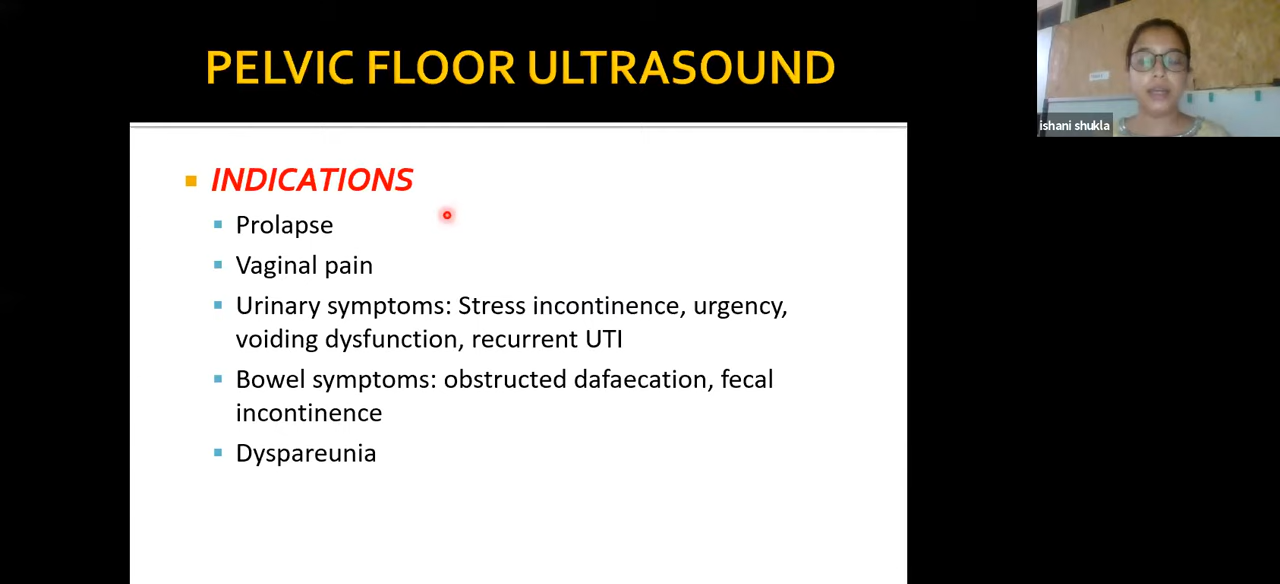 PELVIC FLOOR ULTRASOUND
ishani shukla
INDICATIONS
Prolapse
Vaginal pain
Urinary symptoms: Stress incontinence, urgency,
voiding dysfunction, recurrent UTI
Bowel symptoms: obstructed dafaecation, fecal
incontinence
Dyspareunia